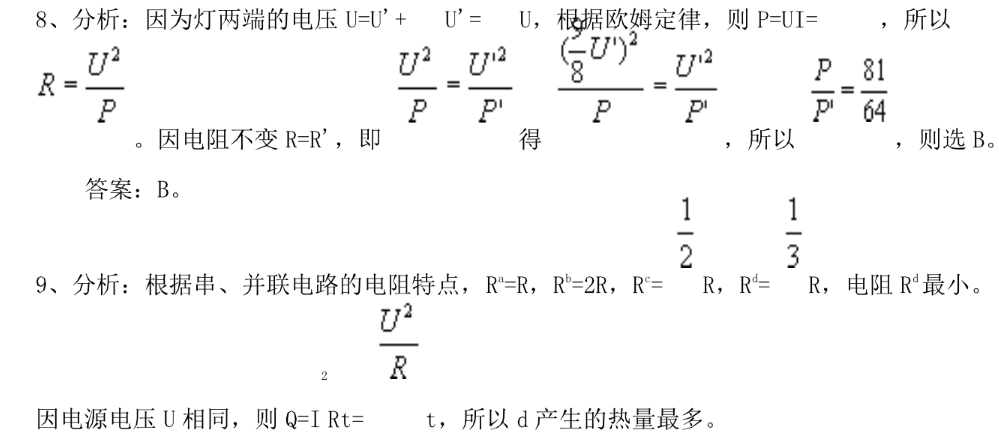 8、分析：因为灯两端的电压 U=U'+ U'= U，根据欧姆定律，则 P=UI= ，所以
R = U²/P 。因电阻不变 R=R'，即 U²/P = U'²/P' 得 (9/8 U')²/P = U'²/P' ，所以 P/P' = 81/64 ，则选 B。
答案：B。
9、分析：根据串、并联电路的电阻特点，Rᵃ=R，Rᵇ=2R，Rᶜ= 1/2 R，Rᵈ= 1/3 R，电阻 Rᵈ最小。
因电源电压 U 相同，则 Q=I²Rt= U²/R t，所以 d 产生的热量最多。